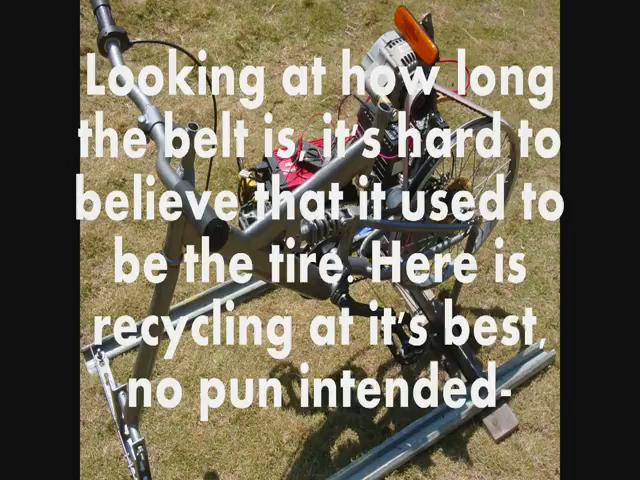 Looking at how long
the belt is, it's hard to
believe that it used to
be the tire. Here is
recycling at it's best,
no pun intended-